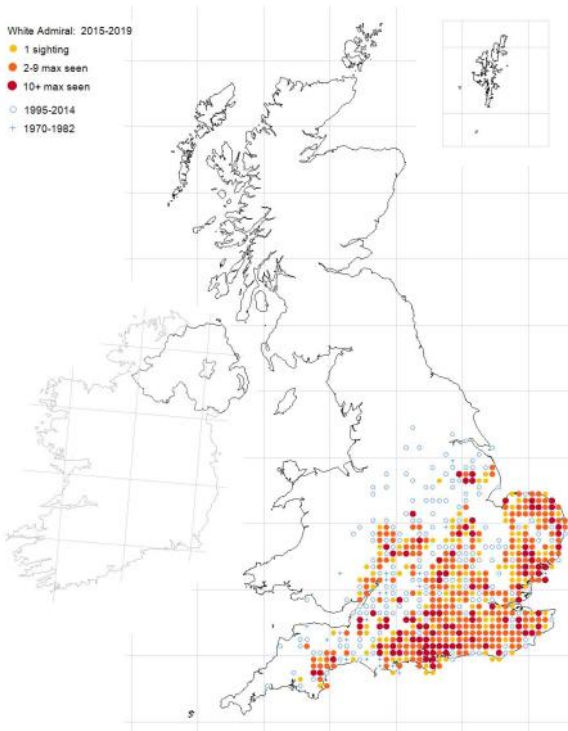 White Admiral: 2015-2019
1 sighting
2-9 max seen
10+ max seen
1995-2014
1970-1982